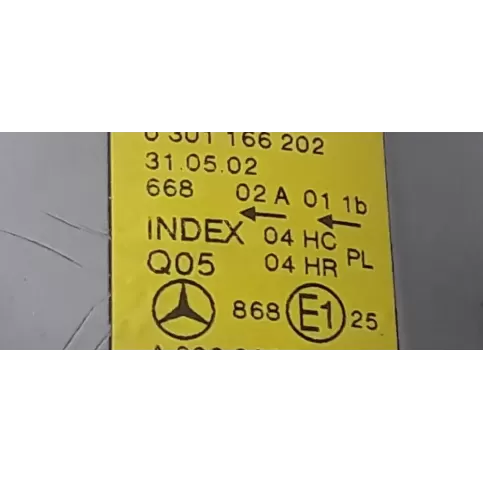 0 301 166 202
31.05.02
668 02 A 01 1b
INDEX 04 HC PL
Q05 04 HR
868 E1 25